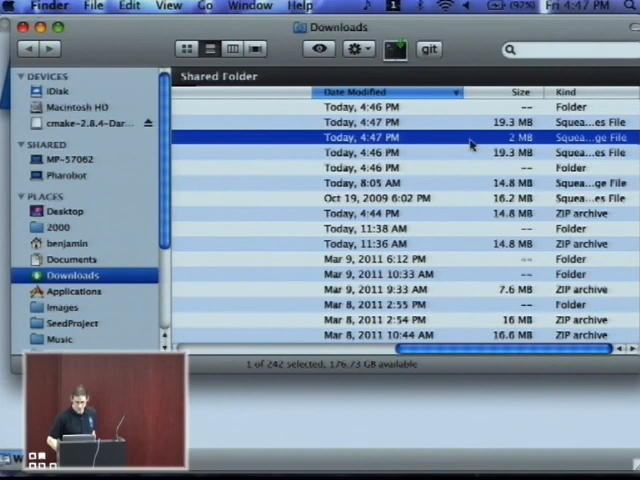 Finder File Edit View Go Window Help 1 (97%) Fri 4:47 PM
Downloads
git
Shared Folder
DEVICES
iDisk
Macintosh HD
cmake-2.8.4-Dar...
SHARED
MP-57062
Pharobot
PLACES
Desktop
2000
benjamin
Documents
Downloads
Applications
Images
SeedProject
Music
Date Modified Size Kind
Today, 4:46 PM -- Folder
Today, 4:47 PM 19.3 MB Squea...es File
Today, 4:47 PM 2 MB Squea...ge File
Today, 4:46 PM 19.3 MB Squea...es File
Today, 4:46 PM -- Folder
Today, 8:05 AM 14.8 MB Squea...ge File
Oct 19, 2009 6:02 PM 16.2 MB Squea...es File
Today, 4:44 PM 14.8 MB ZIP archive
Today, 11:38 AM -- Folder
Today, 11:36 AM 14.8 MB ZIP archive
Mar 9, 2011 6:12 PM -- Folder
Mar 9, 2011 10:33 AM -- Folder
Mar 9, 2011 9:33 AM 7.6 MB ZIP archive
Mar 8, 2011 2:55 PM -- Folder
Mar 8, 2011 2:54 PM 16 MB ZIP archive
Mar 8, 2011 10:44 AM 16.6 MB ZIP archive
1 of 242 selected, 176.73 GB available
W